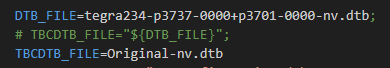 DTB_FILE=tegra234-p3737-0000+p3701-0000-nv.dtb;
# TBCDTB_FILE="${DTB_FILE}";
TBCDTB_FILE=Original-nv.dtb